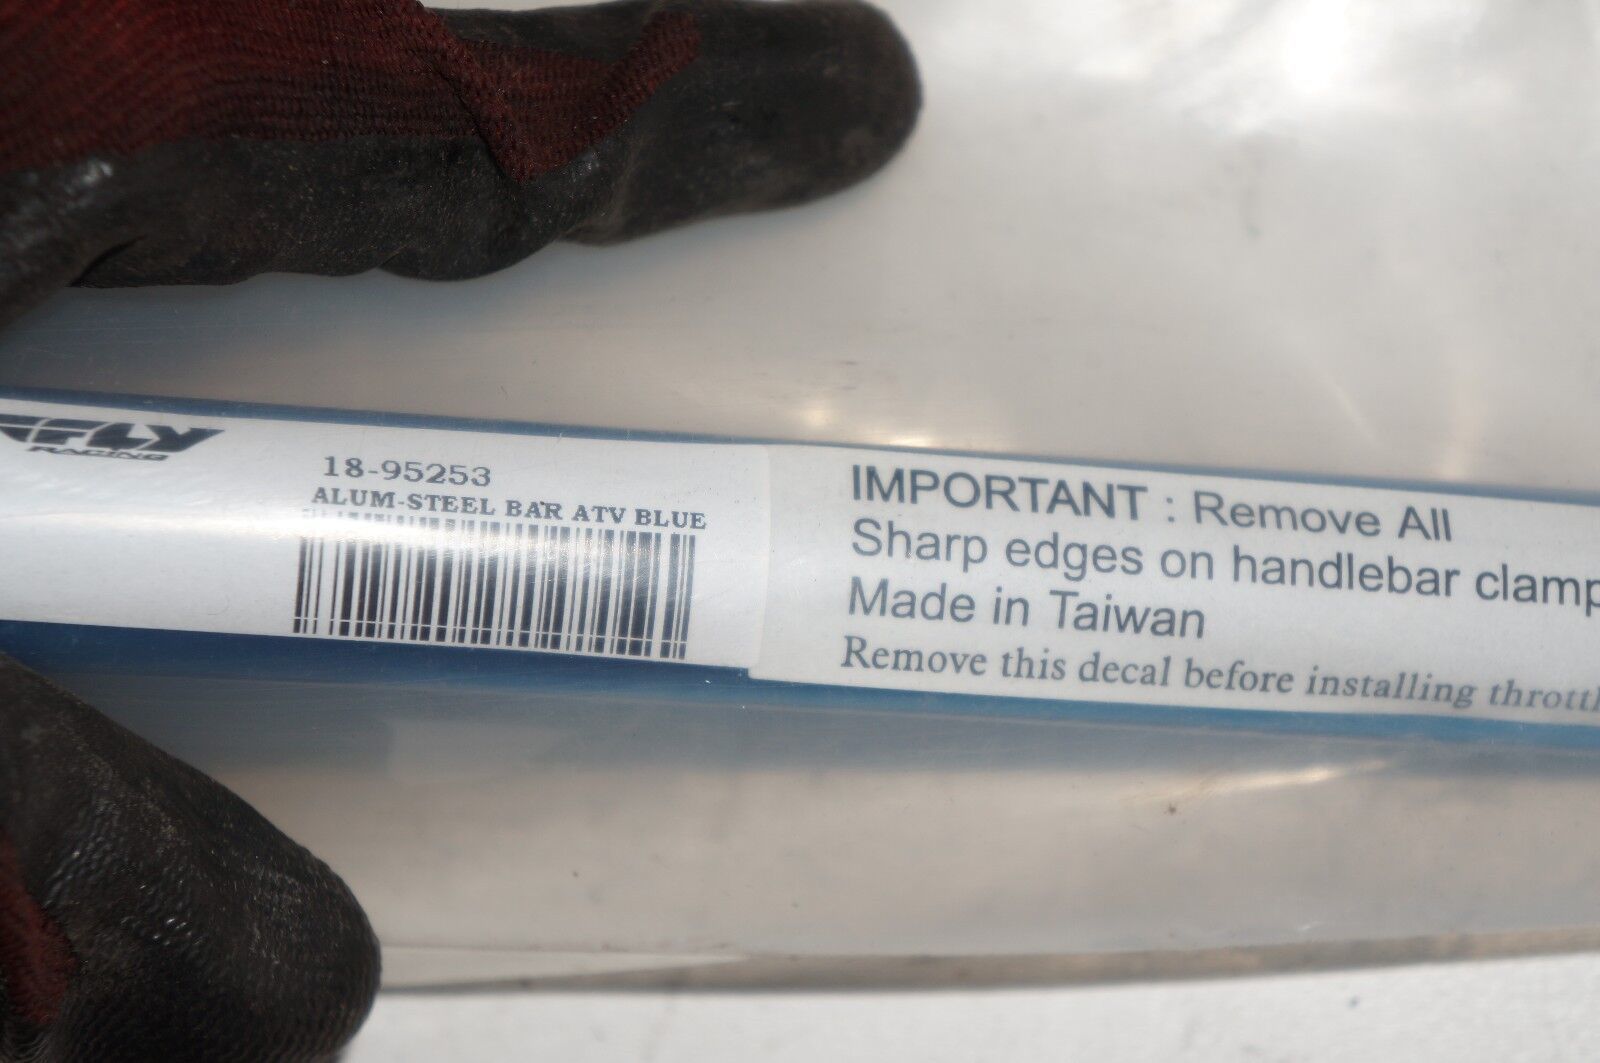 FLY
RACING
18-95253
ALUM-STEEL BAR ATV BLUE
IMPORTANT : Remove All
Sharp edges on handlebar clamp
Made in Taiwan
Remove this decal before installing